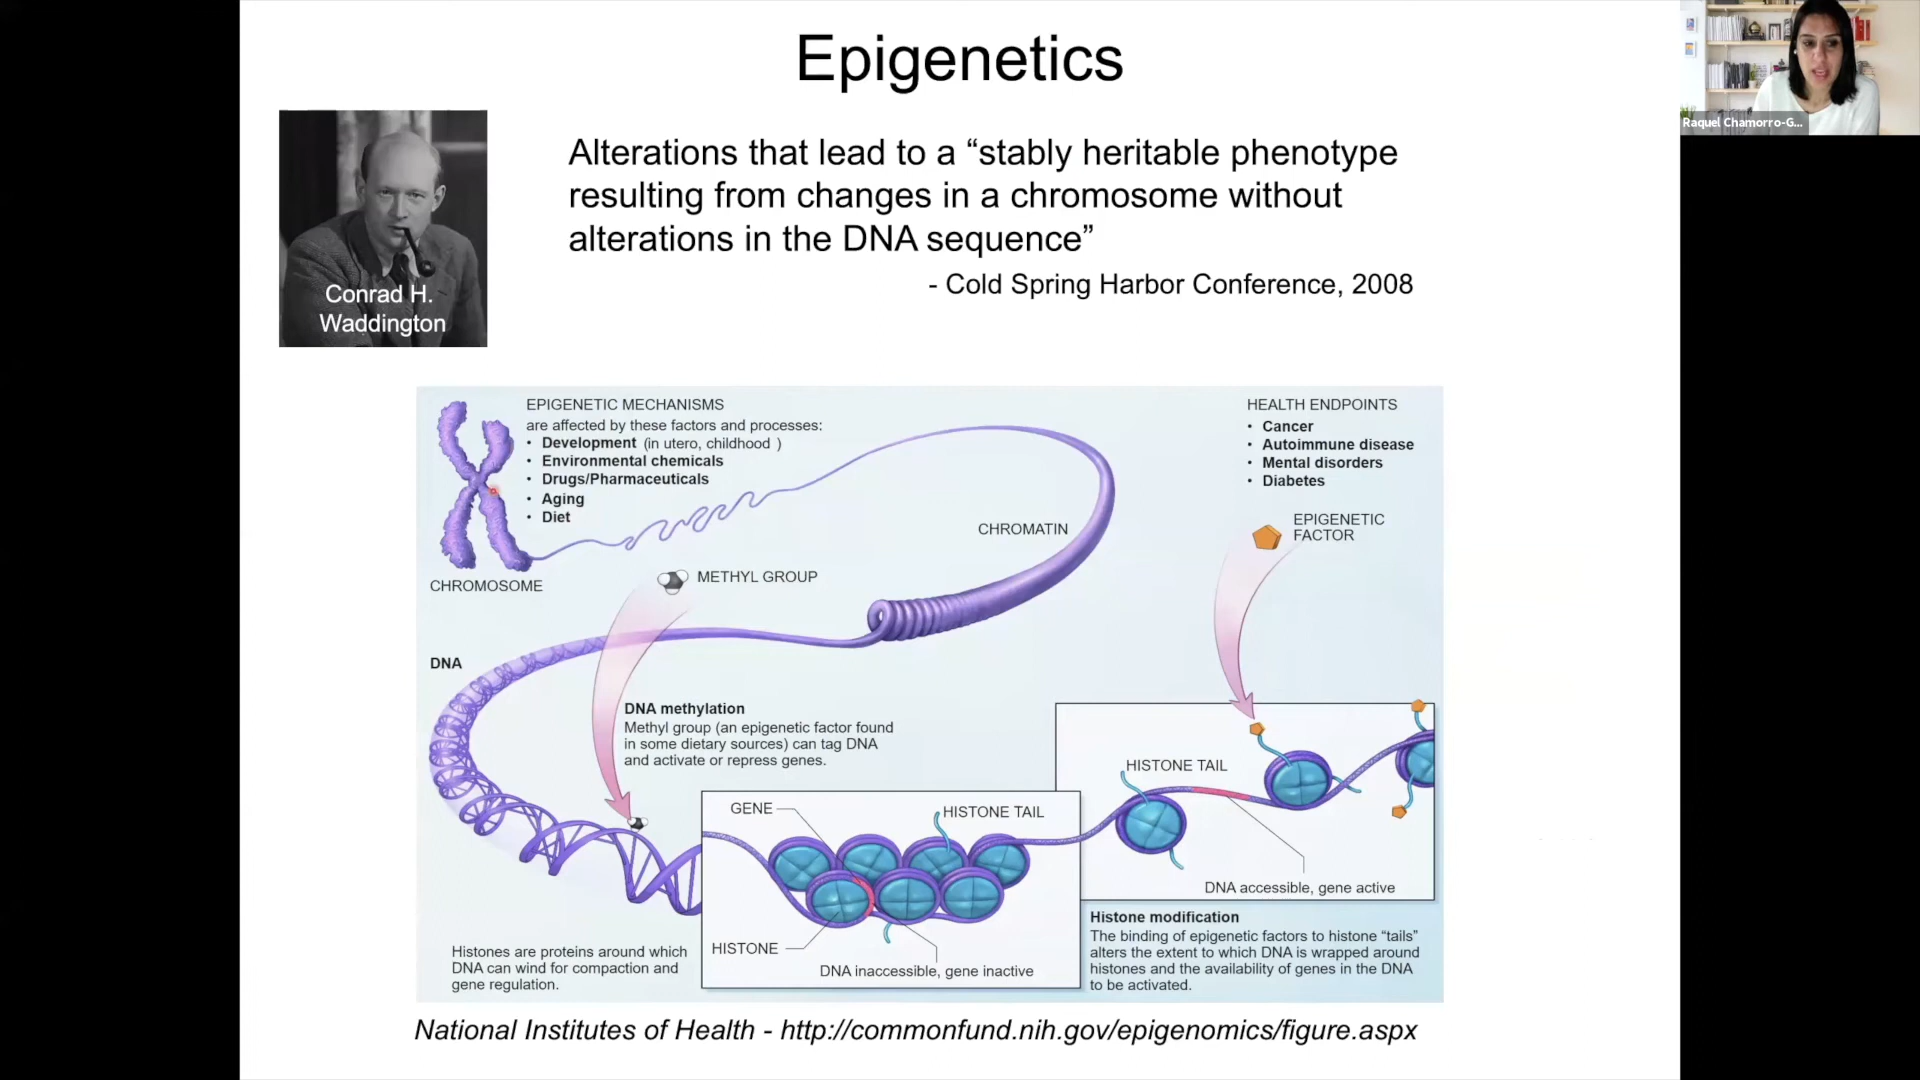 Epigenetics
Raquel Chamorro-G...
Conrad H.
Waddington
Alterations that lead to a “stably heritable phenotype
resulting from changes in a chromosome without
alterations in the DNA sequence”
- Cold Spring Harbor Conference, 2008
EPIGENETIC MECHANISMS
are affected by these factors and processes:
• Development (in utero, childhood )
• Environmental chemicals
• Drugs/Pharmaceuticals
• Aging
• Diet
HEALTH ENDPOINTS
• Cancer
• Autoimmune disease
• Mental disorders
• Diabetes
EPIGENETIC
FACTOR
CHROMATIN
CHROMOSOME
METHYL GROUP
DNA
DNA methylation
Methyl group (an epigenetic factor found
in some dietary sources) can tag DNA
and activate or repress genes.
HISTONE TAIL
GENE
HISTONE TAIL
DNA accessible, gene active
HISTONE
DNA inaccessible, gene inactive
Histones are proteins around which
DNA can wind for compaction and
gene regulation.
Histone modification
The binding of epigenetic factors to histone “tails”
alters the extent to which DNA is wrapped around
histones and the availability of genes in the DNA
to be activated.
National Institutes of Health - http://commonfund.nih.gov/epigenomics/figure.aspx